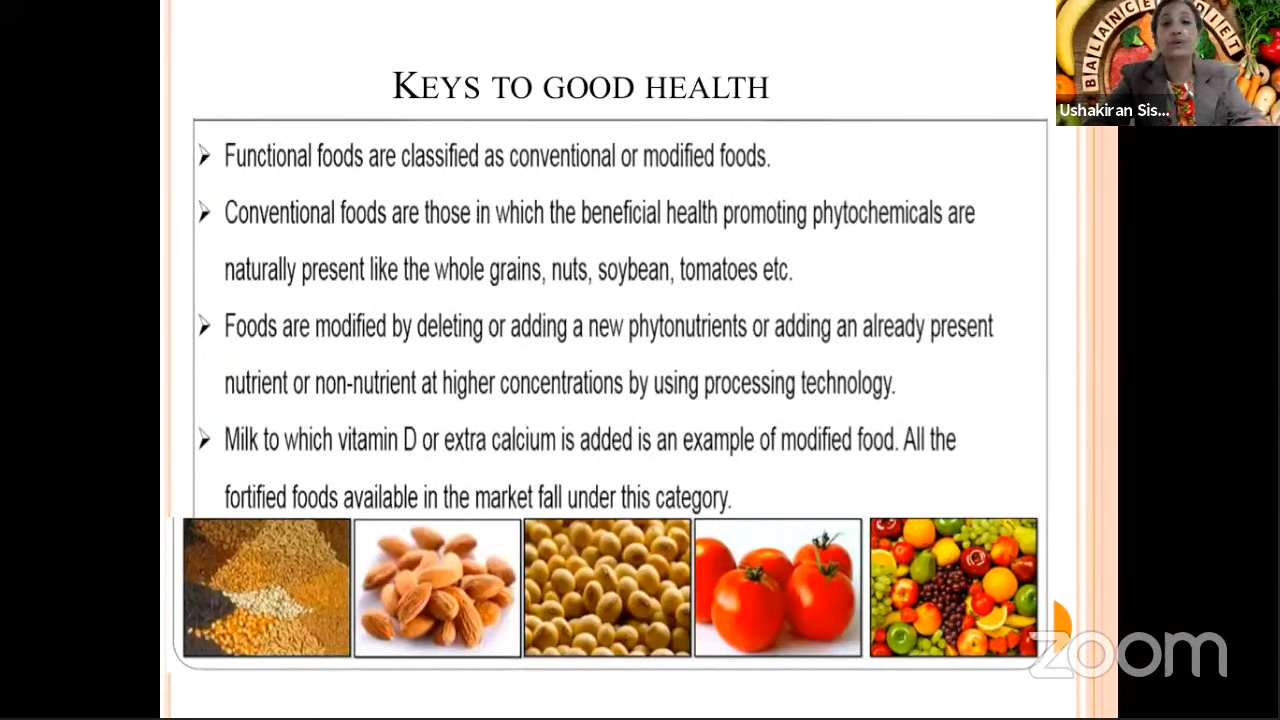 KEYS TO GOOD HEALTH
BALANCE DIET
Ushakiran Sis...
➢ Functional foods are classified as conventional or modified foods.
➢ Conventional foods are those in which the beneficial health promoting phytochemicals are
naturally present like the whole grains, nuts, soybean, tomatoes etc.
➢ Foods are modified by deleting or adding a new phytonutrients or adding an already present
nutrient or non-nutrient at higher concentrations by using processing technology.
➢ Milk to which vitamin D or extra calcium is added is an example of modified food. All the
fortified foods available in the market fall under this category.
zoom